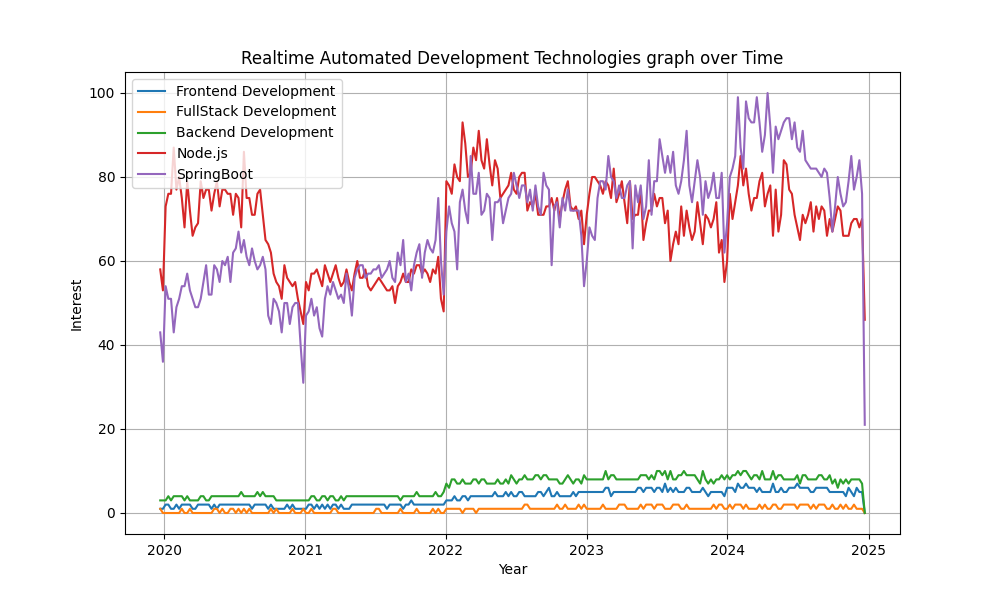 Realtime Automated Development Technologies graph over Time
100
80
60
40
20
0
Interest
Frontend Development
FullStack Development
Backend Development
Node.js
SpringBoot
2020
2021
2022
2023
2024
2025
Year